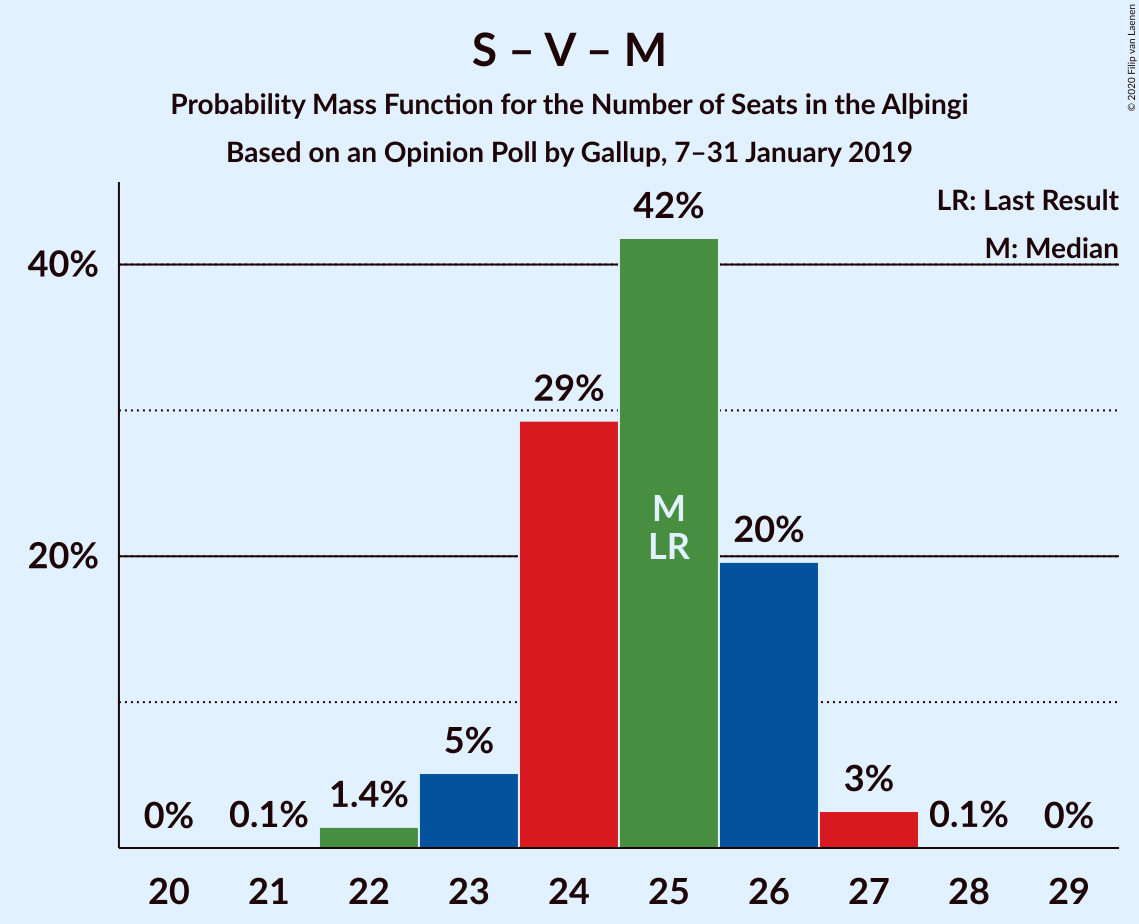 S – V – M
Probability Mass Function for the Number of Seats in the Alþingi
Based on an Opinion Poll by Gallup, 7–31 January 2019
© 2020 Filip van Laenen
LR: Last Result
M: Median
40%
20%
0%
0.1%
1.4%
5%
29%
42%
M
LR
20%
3%
0.1%
0%
20 21 22 23 24 25 26 27 28 29